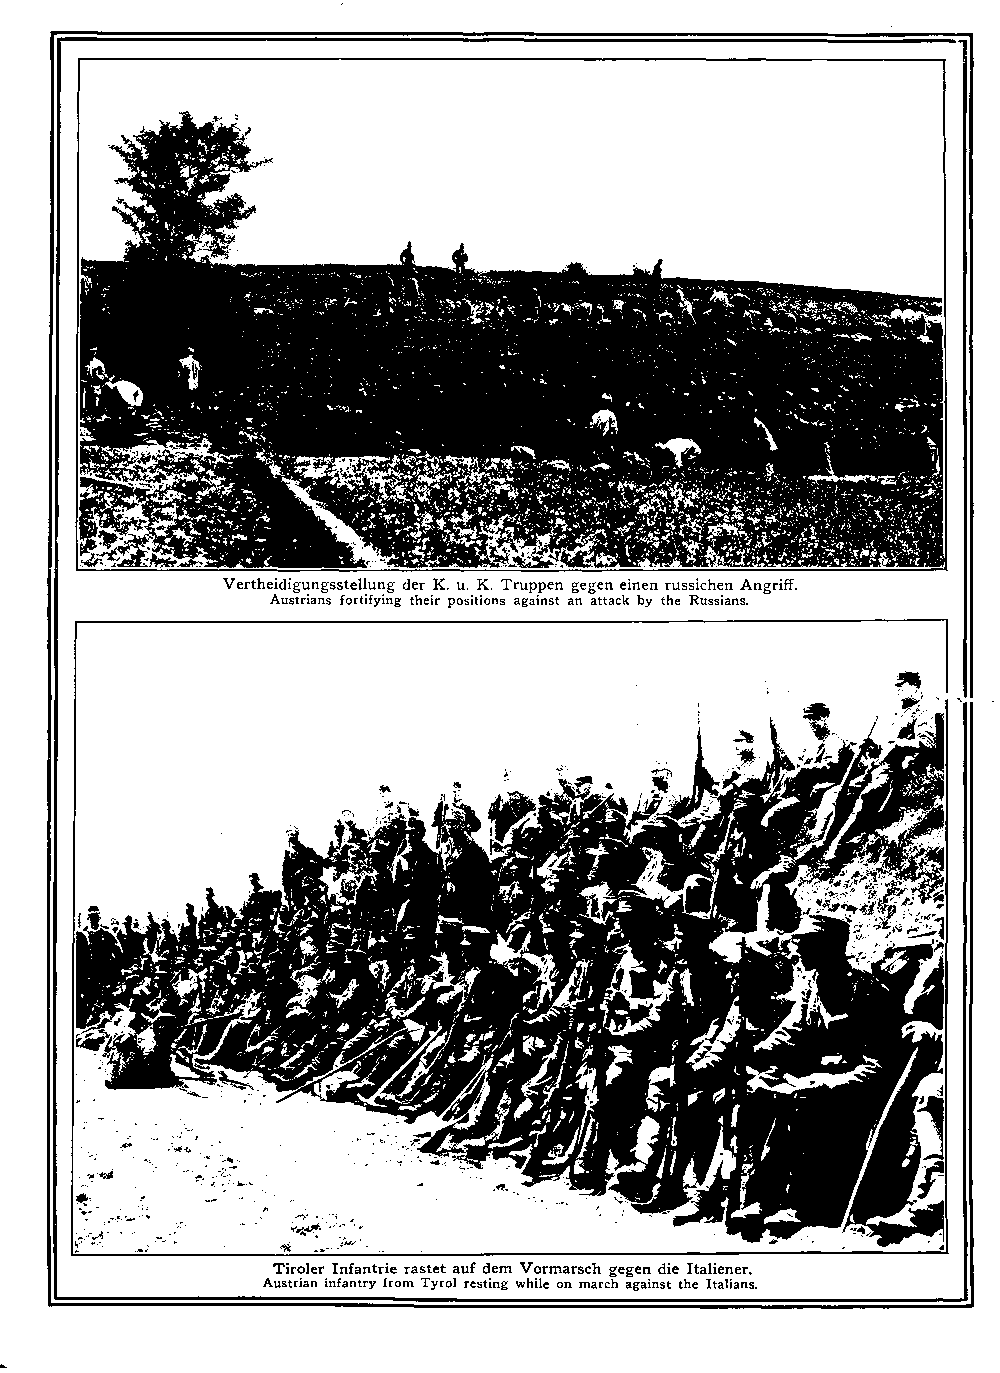 Vertheidigungsstellung der K. u. K. Truppen gegen einen russichen Angriff.
Austrians fortifying their positions against an attack by the Russians.
Tiroler Infantrie rastet auf dem Vormarsch gegen die Italiener.
Austrian infantry from Tyrol resting while on march against the Italians.